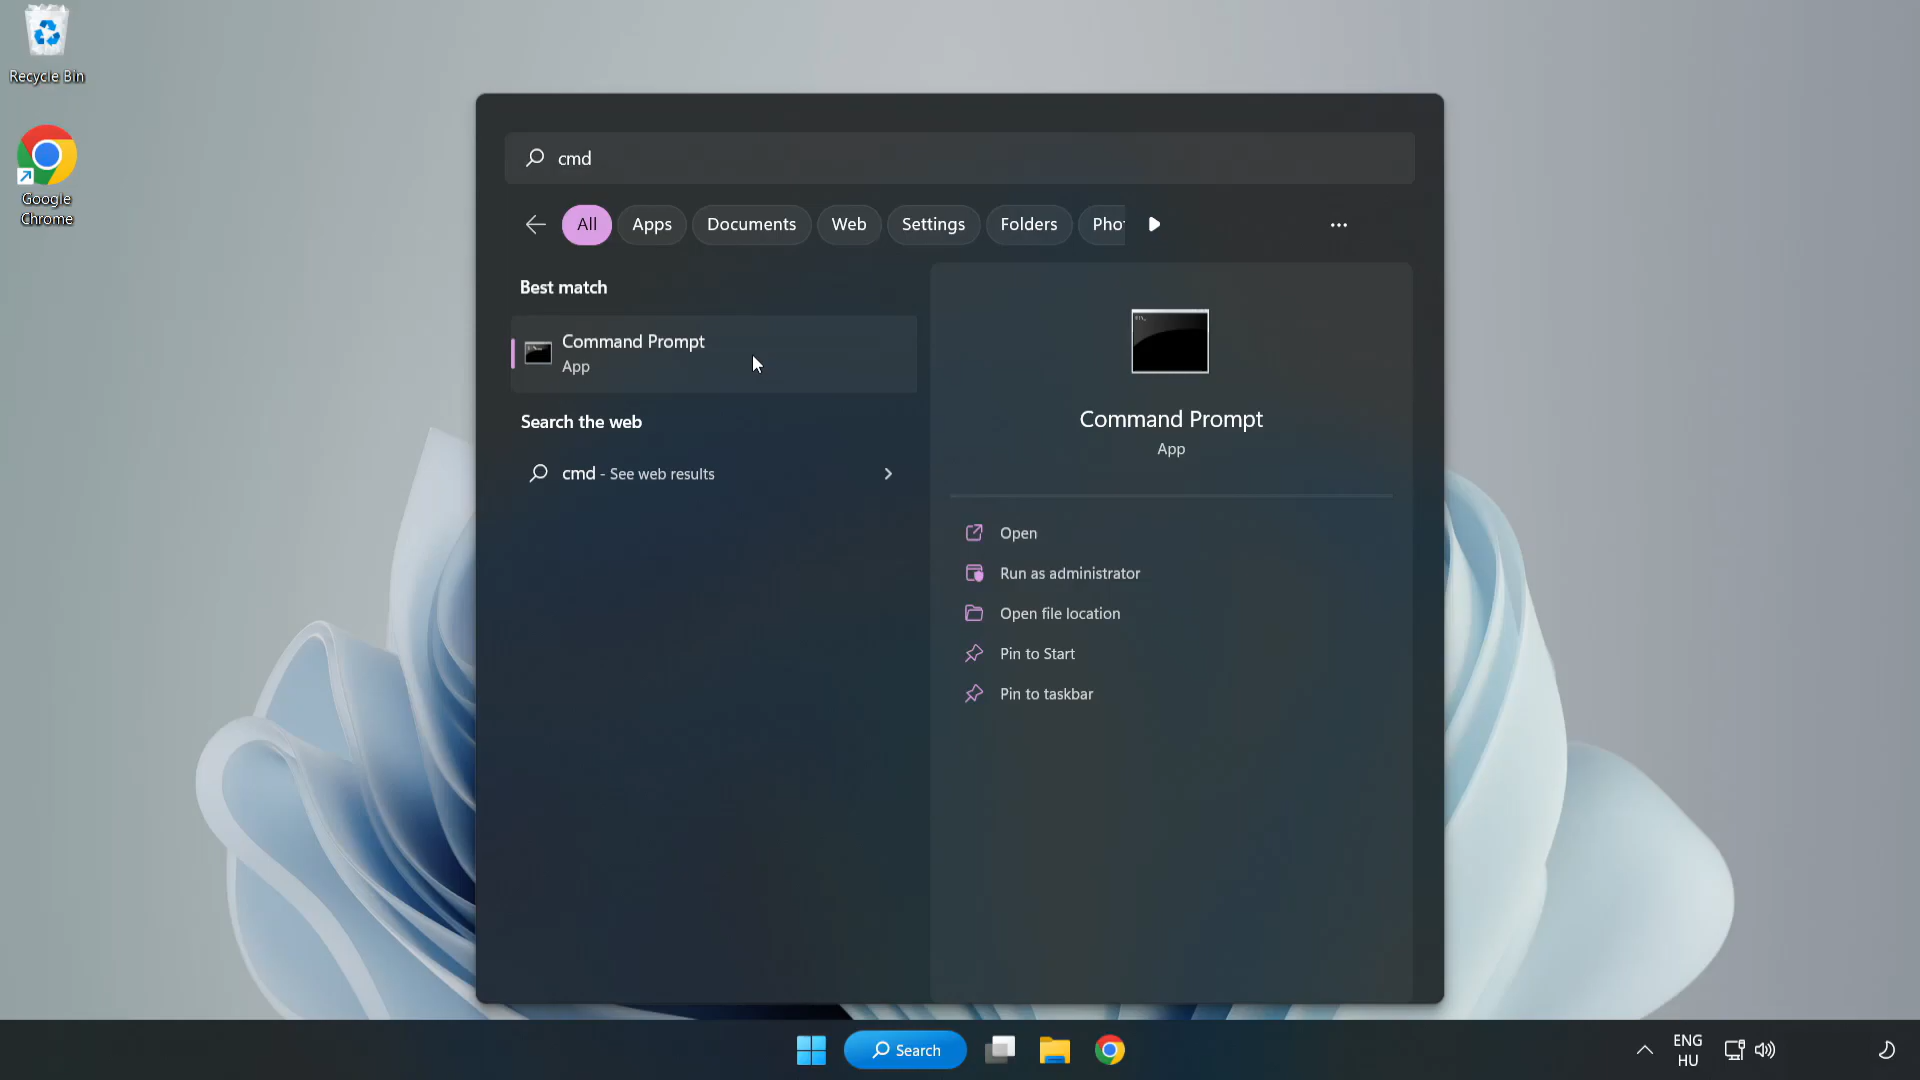 Recycle Bin
Google
Chrome
cmd
All Apps Documents Web Settings Folders Pho
Best match
Command Prompt
App
Search the web
cmd - See web results
Command Prompt
App
Open
Run as administrator
Open file location
Pin to Start
Pin to taskbar
Search
ENG
HU